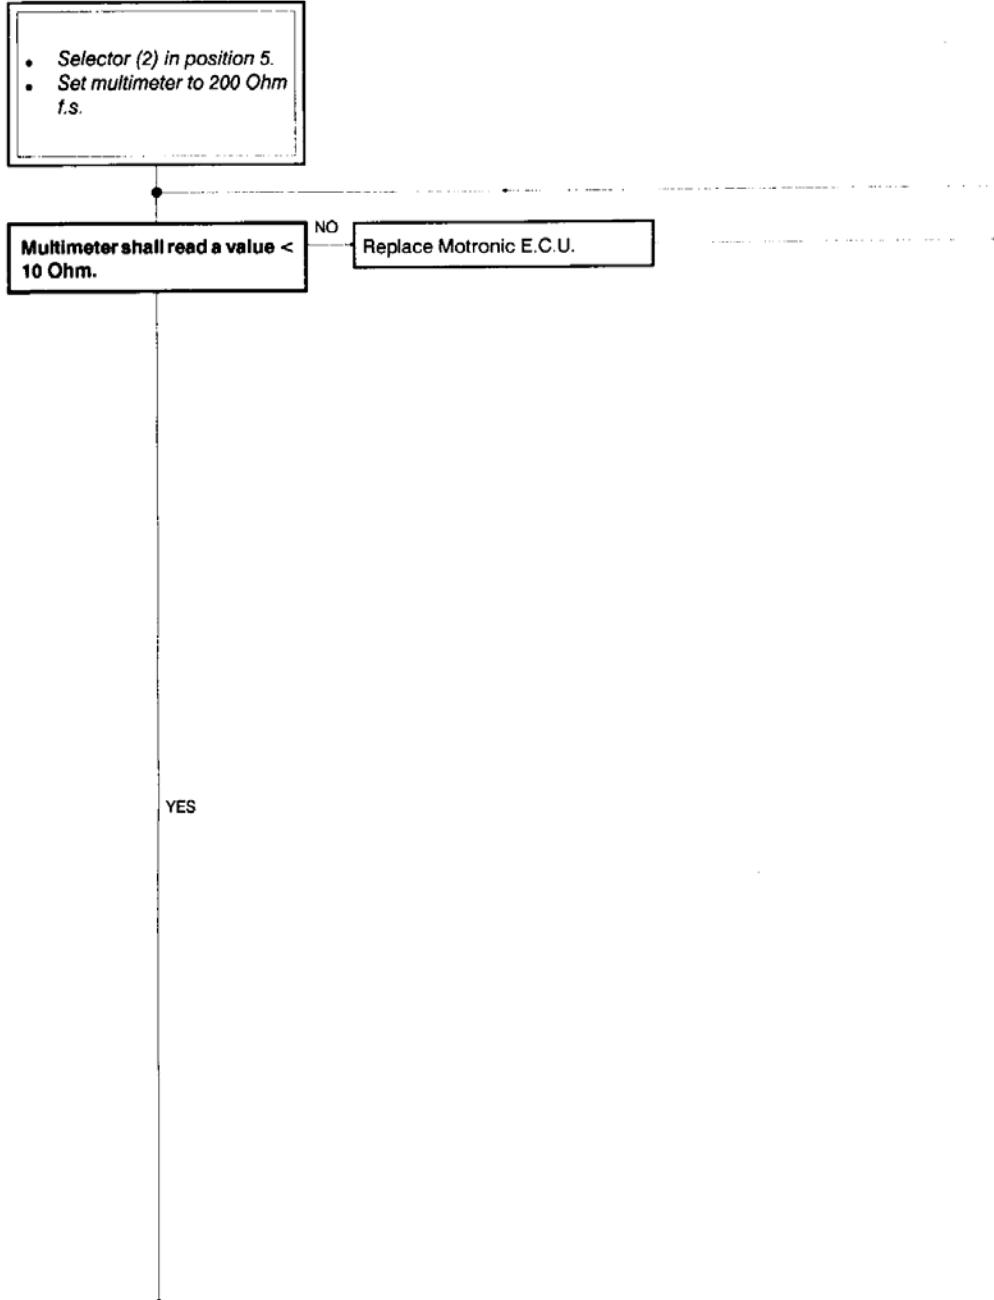 • Selector (2) in position 5.
• Set multimeter to 200 Ohm
f.s.
Multimeter shall read a value <
10 Ohm.
NO
Replace Motronic E.C.U.
YES